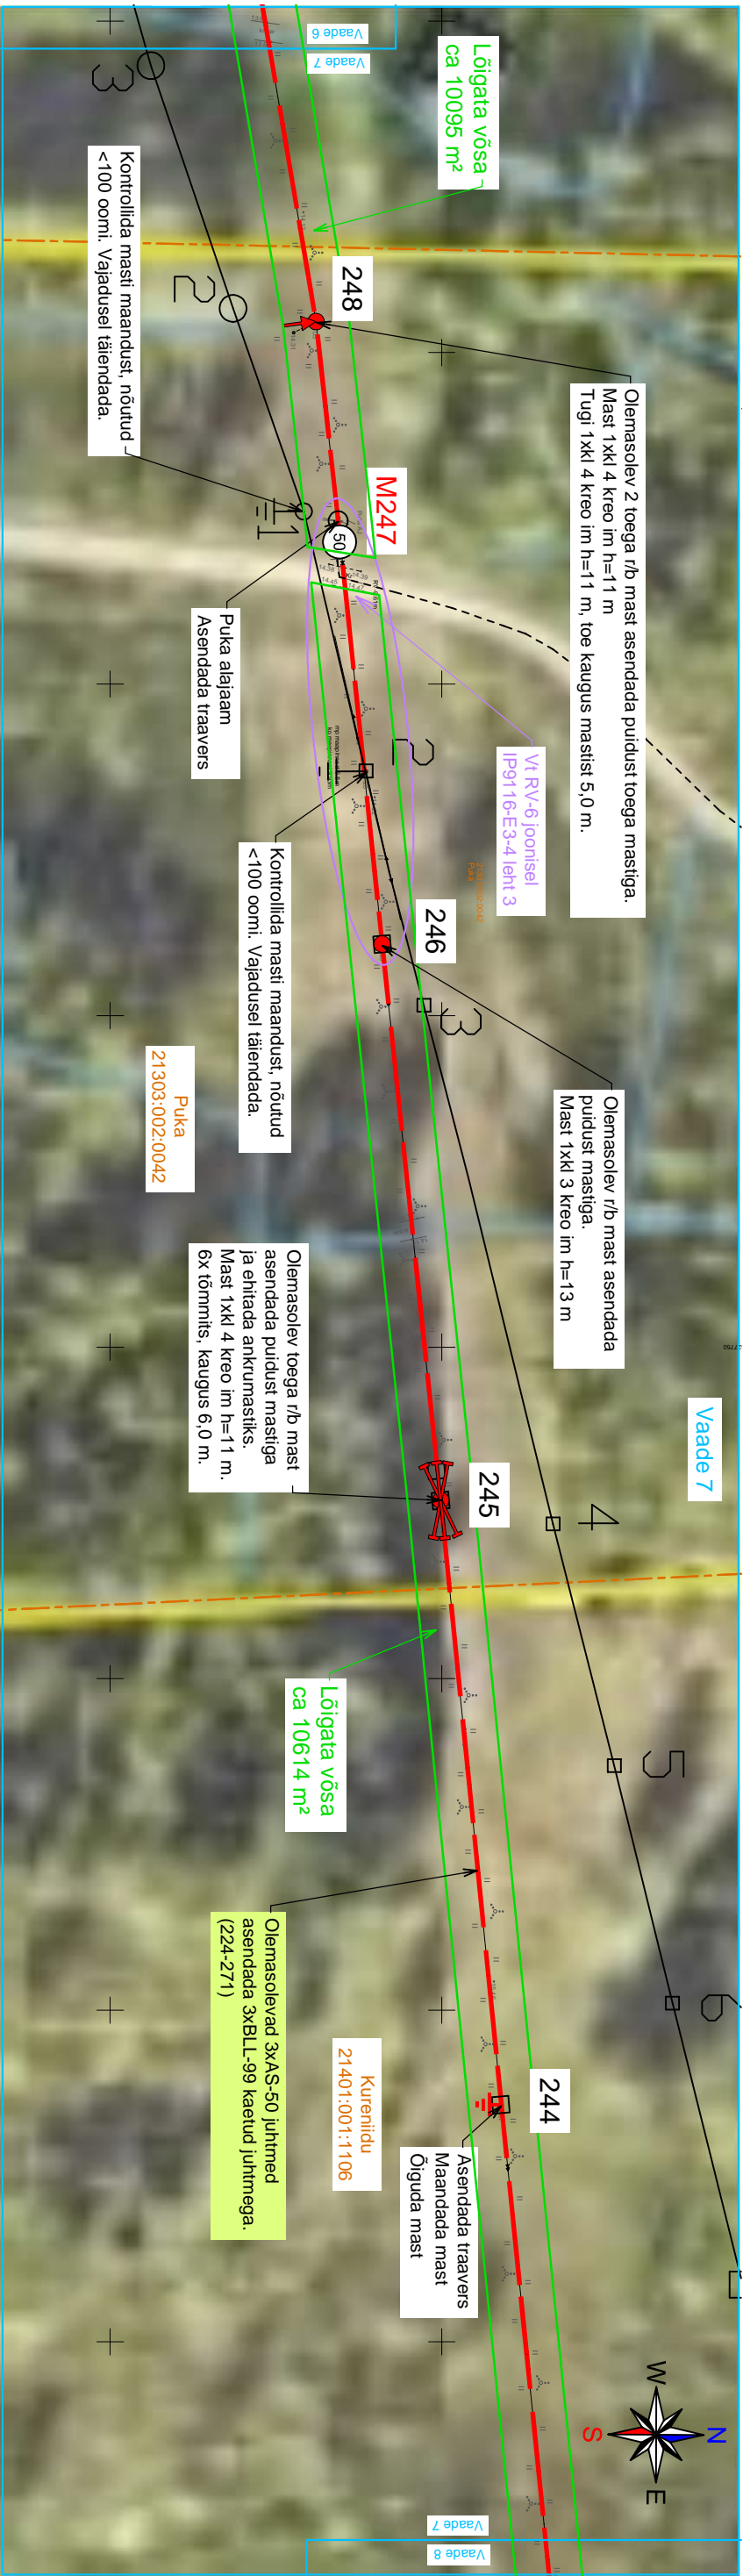 Vaade 6
Vaade 7
Lõigata võsa
ca 10095 m²
3
2
Kontrollida masti maandust, nõutud
<100 oomi. Vajadusel täiendada.
248
Olemasolev 2 toega r/b mast asendada puidust toega mastiga.
Mast 1xkl 4 kreo im h=11 m
Tugi 1xkl 4 kreo im h=11 m, toe kaugus mastist 5,0 m.
M247
1
50
Puka alajaam
Asendada traavers
Vt RV-6 joonisel
IP9116-E3-4 leht 3
2
1
Kontrollida masti maandust, nõutud
<100 oomi. Vajadusel täiendada.
246
3
Olemasolev r/b mast asendada
puidust mastiga.
Mast 1xkl 3 kreo im h=13 m
Puka
21303:002:0042
Olemasolev toega r/b mast
asendada puidust mastiga
ja ehitada ankrumastiks.
Mast 1xkl 4 kreo im h=11 m.
6x tõmmits, kaugus 6,0 m.
Vaade 7
245
4
Lõigata võsa
ca 10614 m²
5
Olemasolevad 3xAS-50 juhtmed
asendada 3xBLL-99 kaetud juhtmega.
(224-271)
6
Kureniidu
21401:001:1106
244
Asendada traavers
Maandada mast
Õiguda mast
N
W
E
S
Vaade 7
Vaade 8